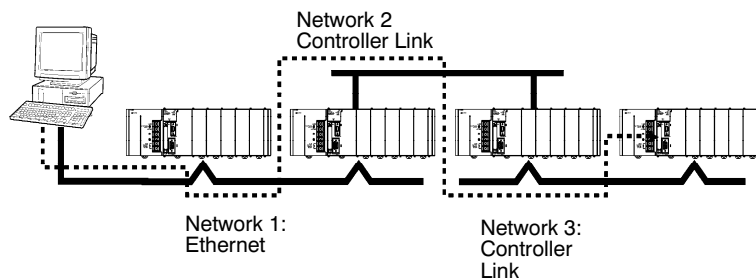 Network 2
Controller Link
Network 1:
Ethernet
Network 3:
Controller
Link